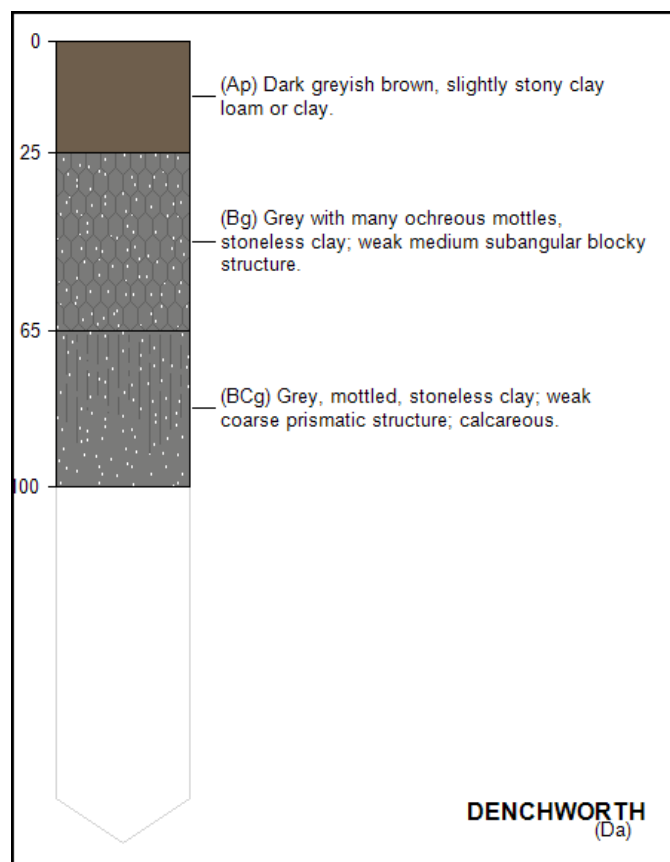 0
(Ap) Dark greyish brown, slightly stony clay
loam or clay.
25
(Bg) Grey with many ochreous mottles,
stoneless clay; weak medium subangular blocky
structure.
65
(BCg) Grey, mottled, stoneless clay; weak
coarse prismatic structure; calcareous.
100
DENCHWORTH
(Da)